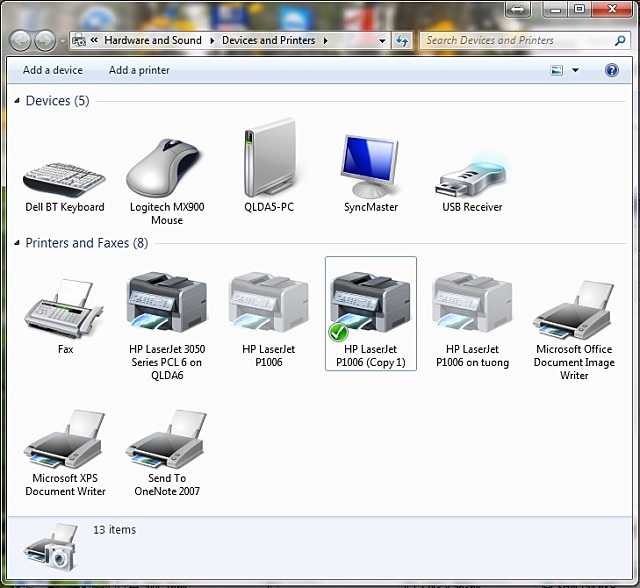 Hardware and Sound
Devices and Printers
Search Devices and Printers
Add a device
Add a printer
Devices (5)
Dell BT Keyboard
Logitech MX900
Mouse
QLDA5-PC
SyncMaster
USB Receiver
Printers and Faxes (8)
Fax
HP LaserJet 3050
Series PCL 6 on
QLDA6
HP LaserJet
P1006
HP LaserJet
P1006 (Copy 1)
HP LaserJet
P1006 on tuong
Microsoft Office
Document Image
Writer
Microsoft XPS
Document Writer
Send To
OneNote 2007
13 items